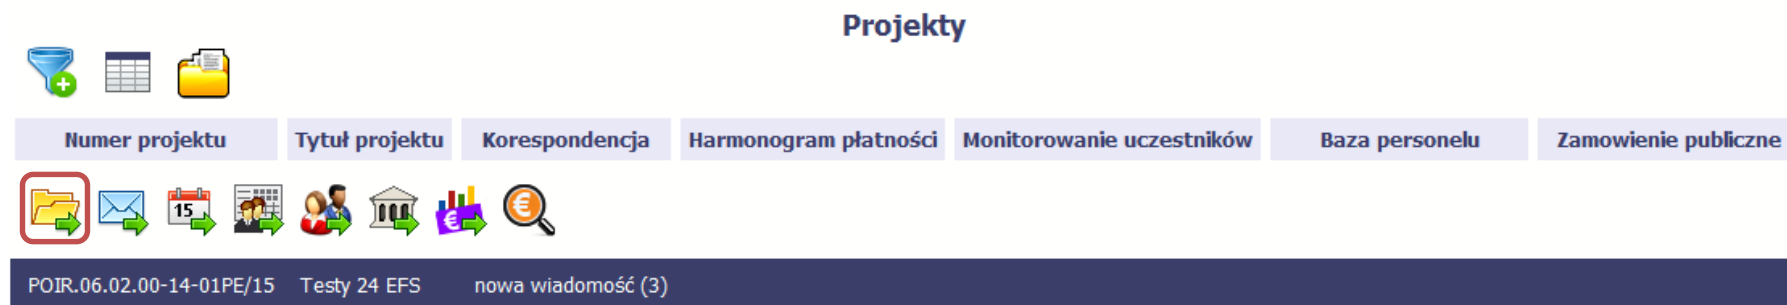 Projekty
Numer projektu Tytuł projektu Korespondencja Harmonogram płatności Monitorowanie uczestników Baza personelu Zamowienie publiczne
15
POIR.06.02.00-14-01PE/15 Testy 24 EFS nowa wiadomość (3)